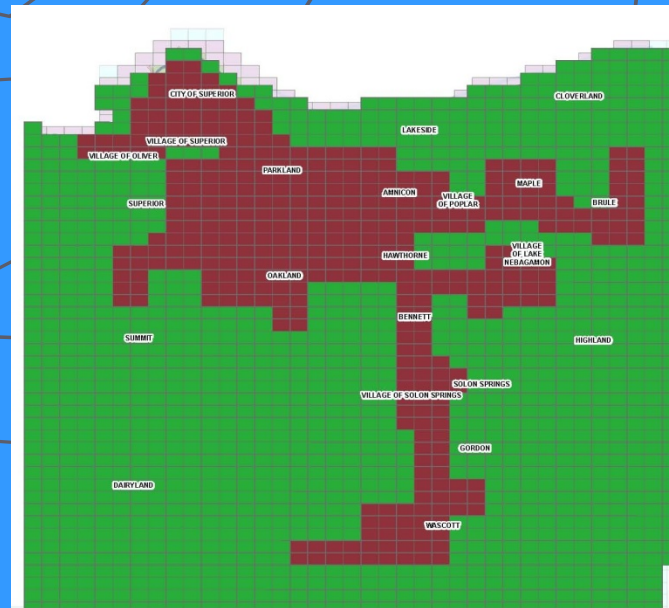 CITY OF SUPERIOR
CLOVERLAND
LAKESIDE
VILLAGE OF SUPERIOR
VILLAGE OF OLIVER
PARKLAND
MAPLE
AMNICON
VILLAGE
OF POPLAR
SUPERIOR
BRULE
VILLAGE
OF LAKE
NEBAGAMON
HAWTHORNE
OAKLAND
BENNETT
SUMMIT
HIGHLAND
SOLON SPRINGS
VILLAGE OF SOLON SPRINGS
GORDON
DAIRYLAND
WASCOTT